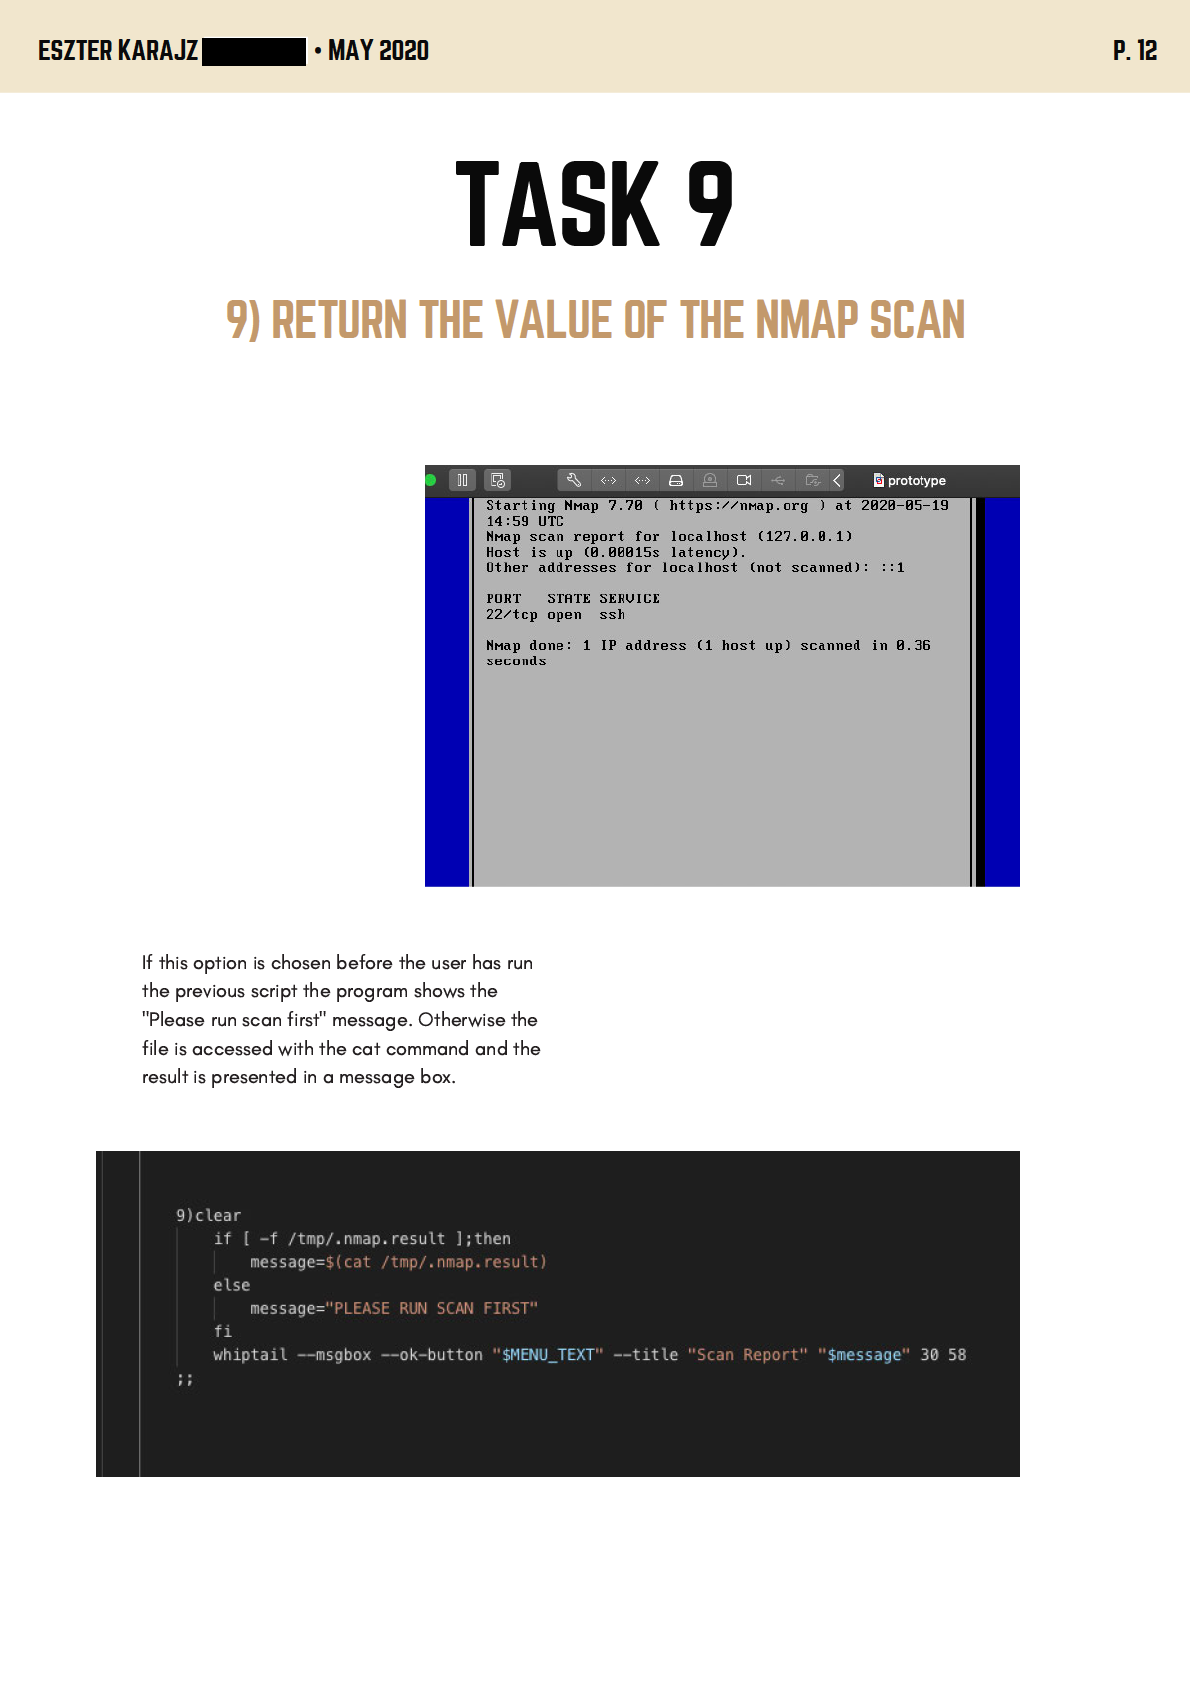 ESZTER KARAJZ • MAY 2020
P. 12
TASK 9
9) RETURN THE VALUE OF THE NMAP SCAN
prototype
Starting Nmap 7.70 ( https://nmap.org ) at 2020-05-19
14:59 UTC
Nmap scan report for localhost (127.0.0.1)
Host is up (0.00015s latency).
Other addresses for localhost (not scanned): ::1
PORT   STATE SERVICE
22/tcp open  ssh
Nmap done: 1 IP address (1 host up) scanned in 0.36
seconds
If this option is chosen before the user has run
the previous script the program shows the
"Please run scan first" message. Otherwise the
file is accessed with the cat command and the
result is presented in a message box.
9)clear
    if [ -f /tmp/.nmap.result ];then
        message=$(cat /tmp/.nmap.result)
    else
        message="PLEASE RUN SCAN FIRST"
    fi
    whiptail --msgbox --ok-button "$MENU_TEXT" --title "Scan Report" "$message" 30 58
;;